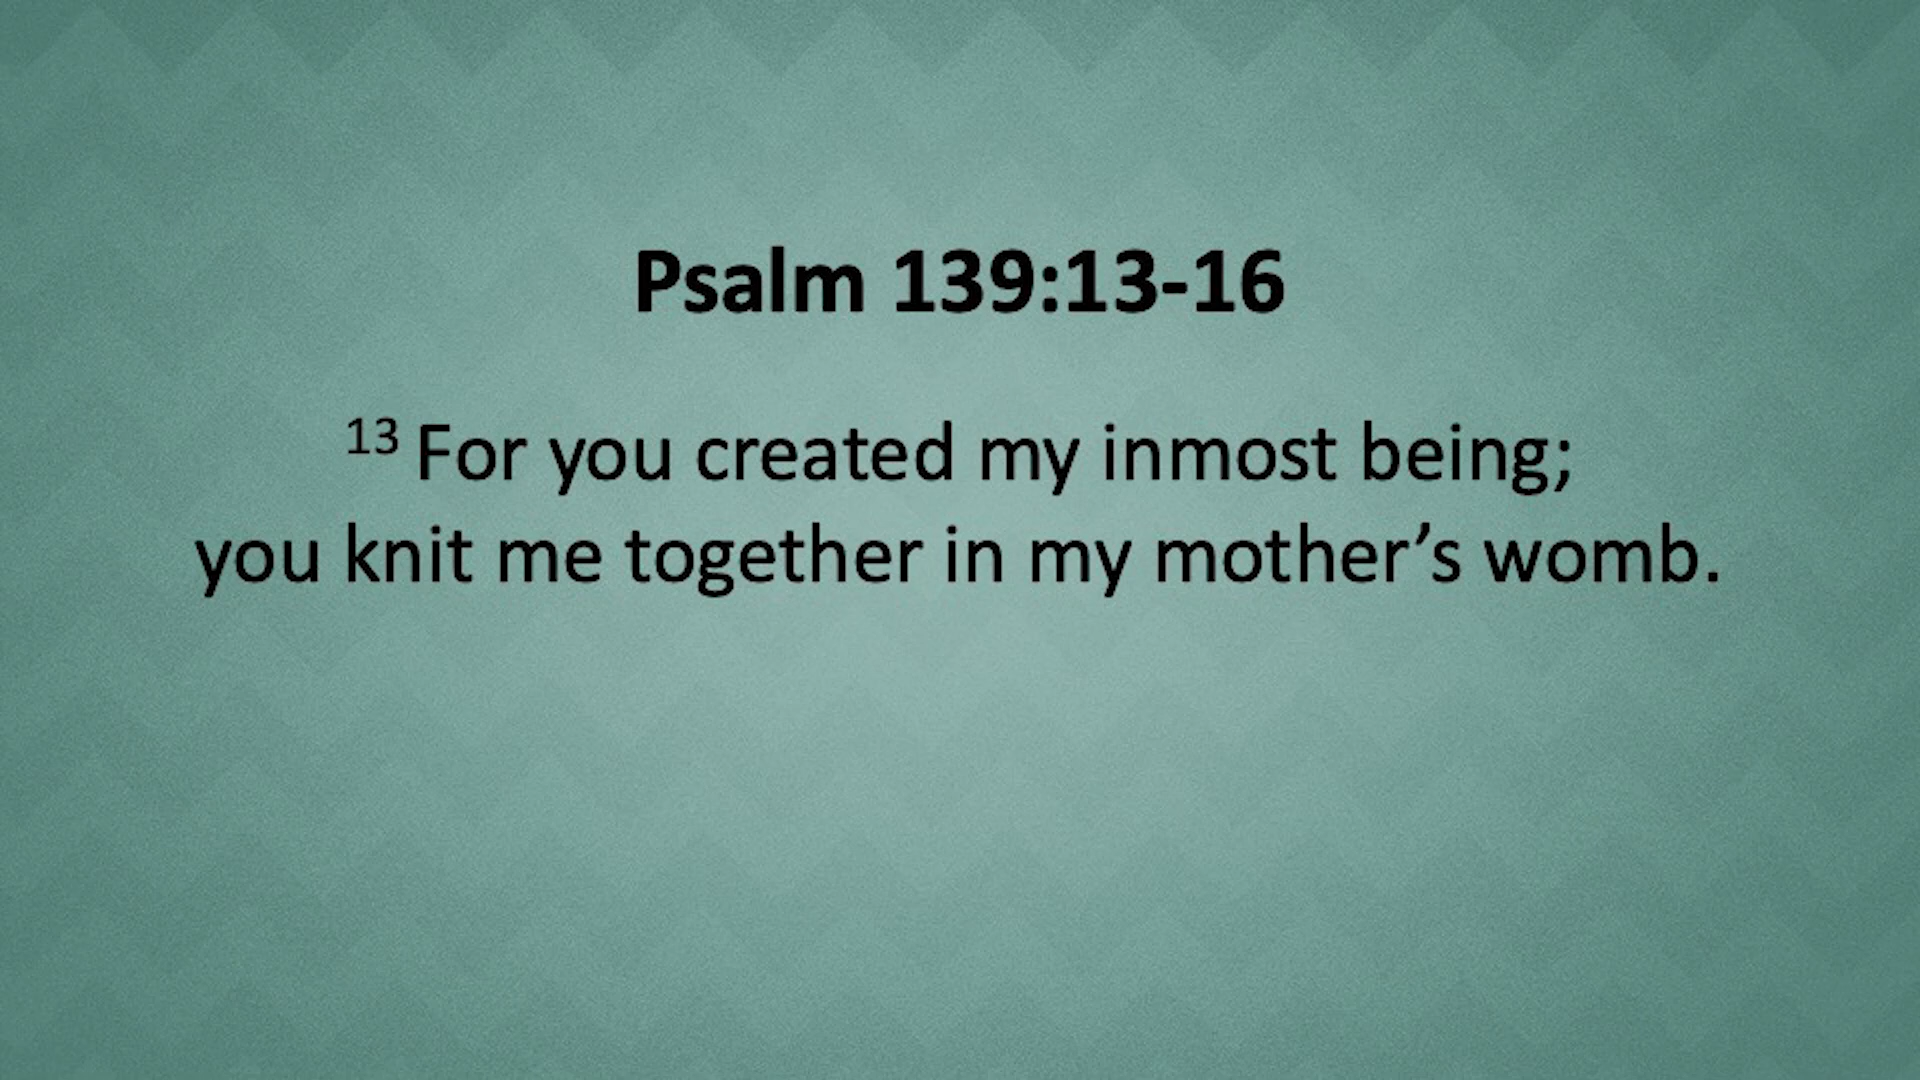 Psalm 139:13-16
13 For you created my inmost being;
you knit me together in my mother’s womb.